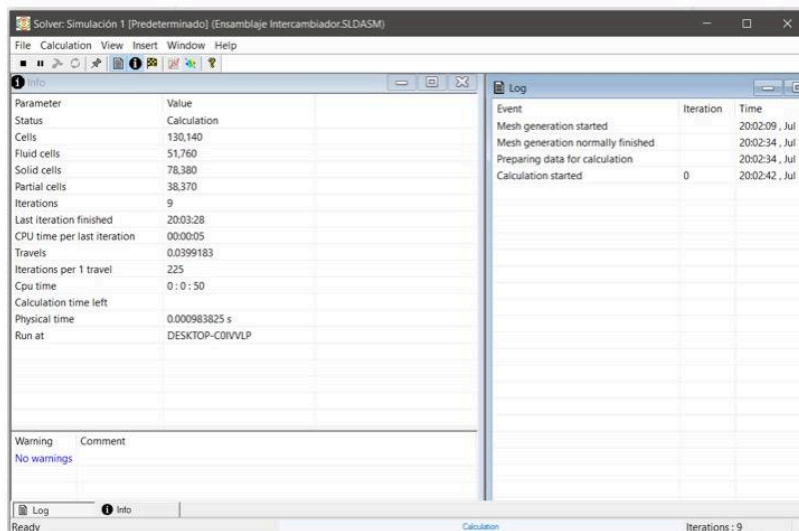 Solver: Simulación 1 [Predeterminado] (Ensamblaje Intercambiador.SLDASM)
File Calculation View Insert Window Help
Info
Parameter Value
Status Calculation
Cells 130,140
Fluid cells 51,760
Solid cells 78,380
Partial cells 38,370
Iterations 9
Last iteration finished 20:03:28
CPU time per last iteration 00:00:05
Travels 0.0399183
Iterations per 1 travel 225
Cpu time 0 : 0 : 50
Calculation time left
Physical time 0.000983825 s
Run at DESKTOP-C0IVVLP
Warning Comment
No warnings
Log
Event Iteration Time
Mesh generation started 20:02:09 , Jul
Mesh generation normally finished 20:02:34 , Jul
Preparing data for calculation 20:02:34 , Jul
Calculation started 0 20:02:42 , Jul
Log Info
Ready Calculation Iterations : 9